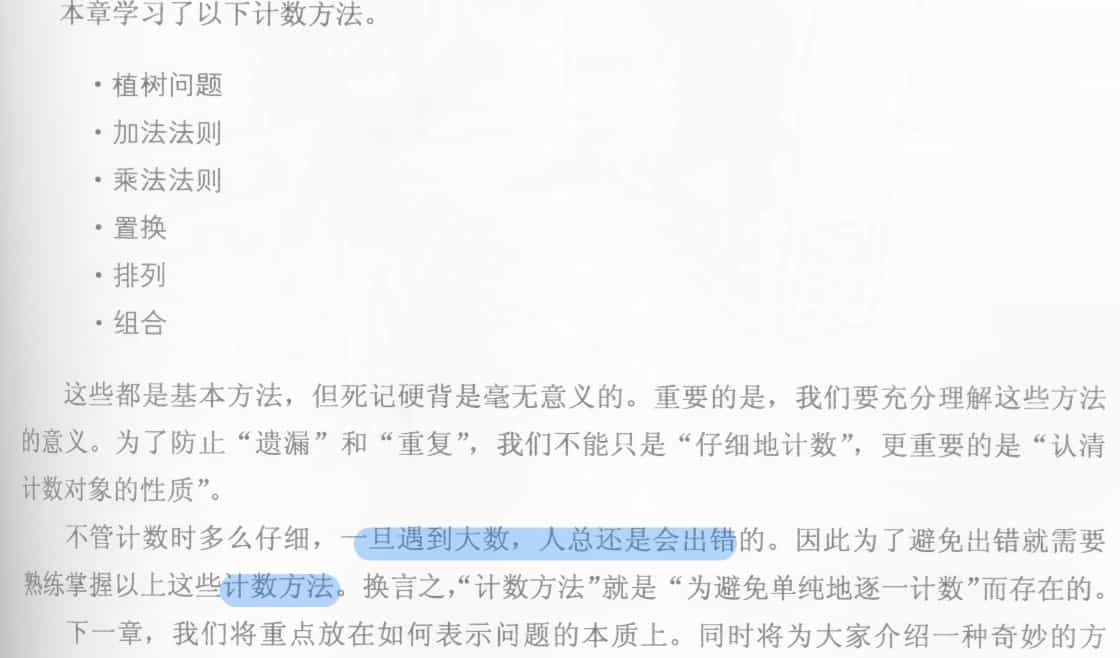 本章学习了以下计数方法。
·植树问题
·加法法则
·乘法法则
·置换
·排列
·组合
这些都是基本方法，但死记硬背是毫无意义的。重要的是，我们要充分理解这些方法
的意义。为了防止“遗漏”和“重复”，我们不能只是“仔细地计数”，更重要的是“认清
计数对象的性质”。
不管计数时多么仔细，一旦遇到大数，人总还是会出错的。因此为了避免出错就需要
熟练掌握以上这些计数方法。换言之，“计数方法”就是“为避免单纯地逐一计数”而存在的。
下一章，我们将重点放在如何表示问题的本质上。同时将为大家介绍一种奇妙的方